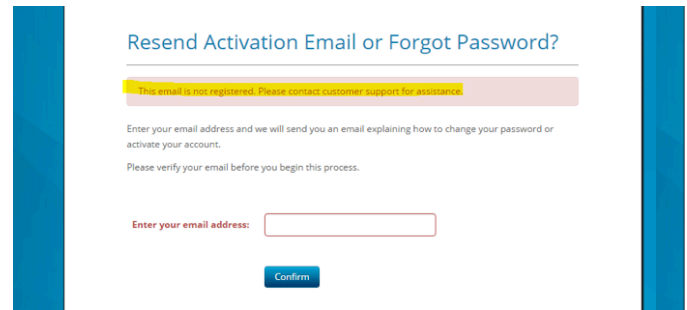 Resend Activation Email or Forgot Password?
This email is not registered. Please contact customer support for assistance.
Enter your email address and we will send you an email explaining how to change your password or
activate your account.
Please verify your email before you begin this process.
Enter your email address:
Confirm